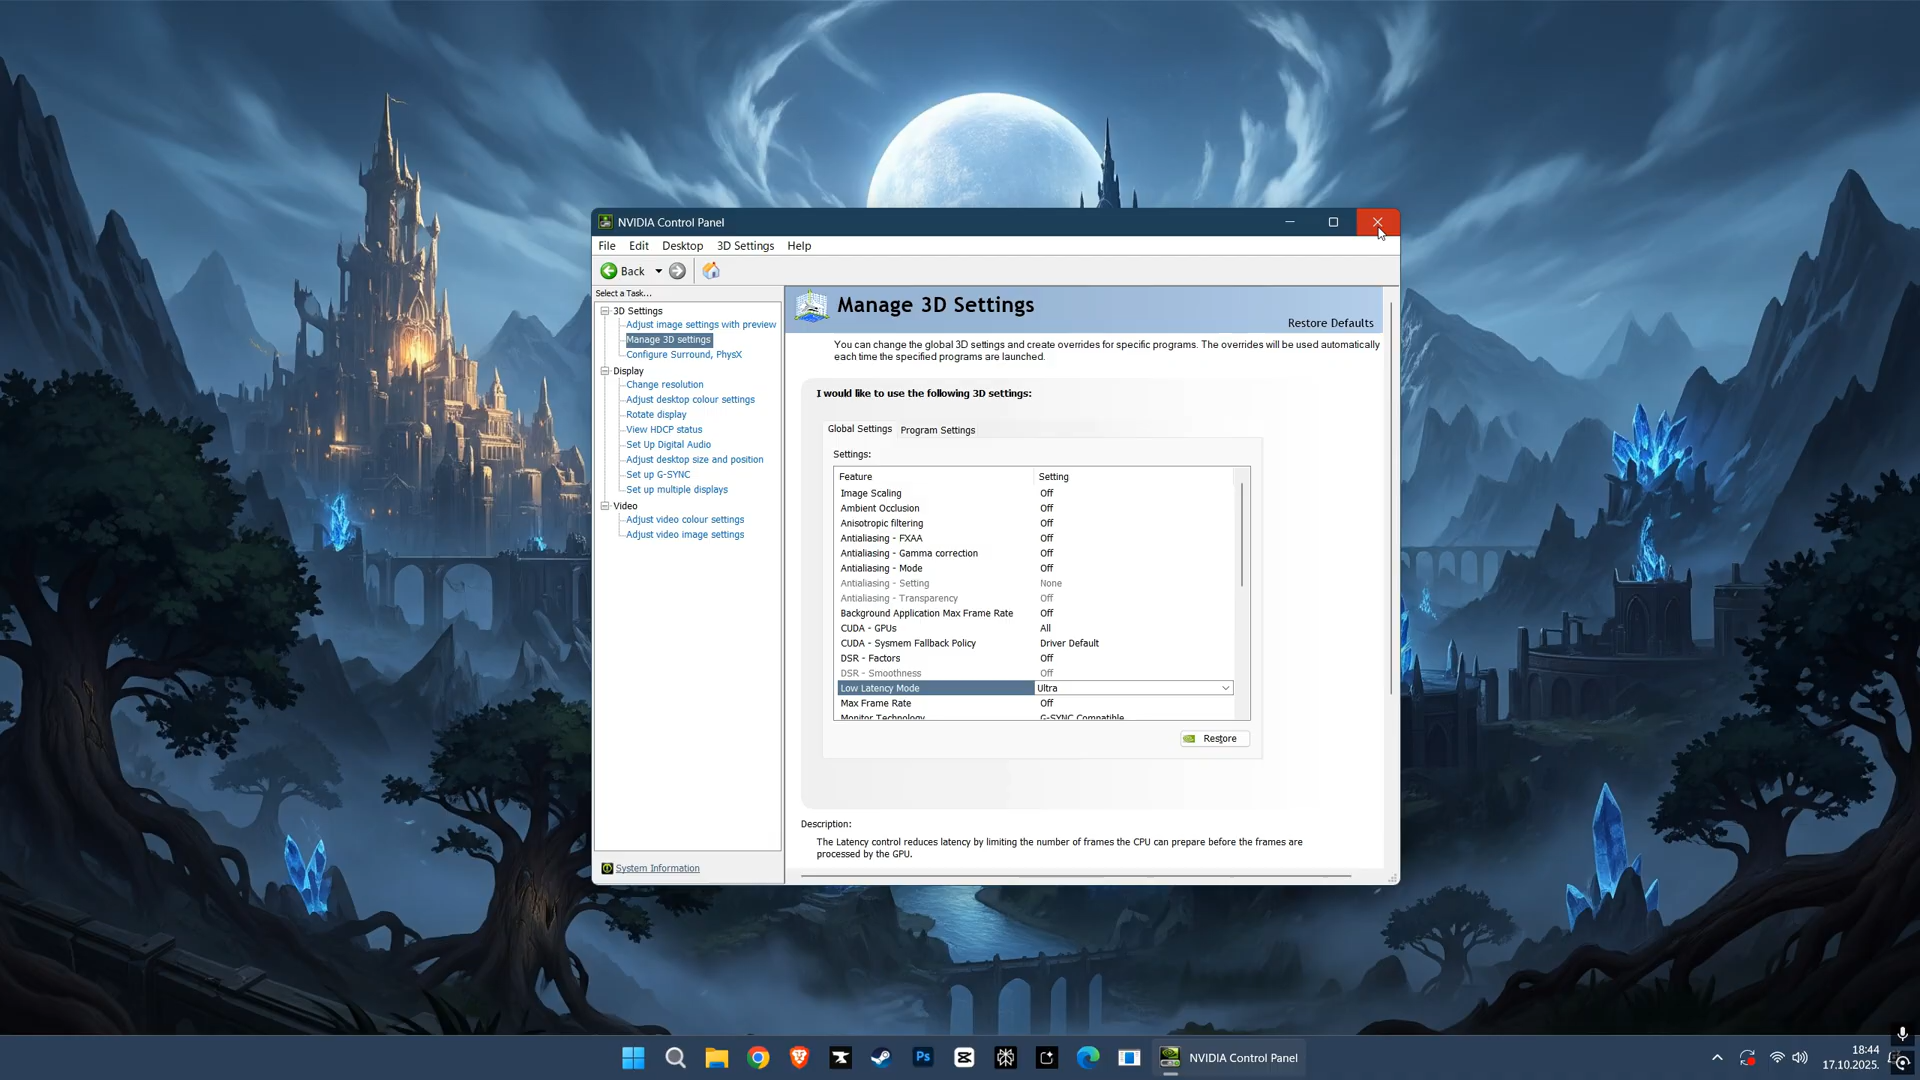 NVIDIA Control Panel
File Edit Desktop 3D Settings Help
Back
Select a Task...
3D Settings
Adjust image settings with preview
Manage 3D settings
Configure Surround, PhysX
Display
Change resolution
Adjust desktop colour settings
Rotate display
View HDCP status
Set Up Digital Audio
Adjust desktop size and position
Set up G-SYNC
Set up multiple displays
Video
Adjust video colour settings
Adjust video image settings
System Information
Manage 3D Settings
Restore Defaults
You can change the global 3D settings and create overrides for specific programs. The overrides will be used automatically
each time the specified programs are launched.
I would like to use the following 3D settings:
Global Settings Program Settings
Settings:
Feature Setting
Image Scaling Off
Ambient Occlusion Off
Anisotropic filtering Off
Antialiasing - FXAA Off
Antialiasing - Gamma correction Off
Antialiasing - Mode Off
Antialiasing - Setting None
Antialiasing - Transparency Off
Background Application Max Frame Rate Off
CUDA - GPUs All
CUDA - Sysmem Fallback Policy Driver Default
DSR - Factors Off
DSR - Smoothness Off
Low Latency Mode Ultra
Max Frame Rate Off
Monitor Technology G-SYNC Compatible
Restore
Description:
The Latency control reduces latency by limiting the number of frames the CPU can prepare before the frames are
processed by the GPU.
Ps
NVIDIA Control Panel
18:44
17.10.2025.